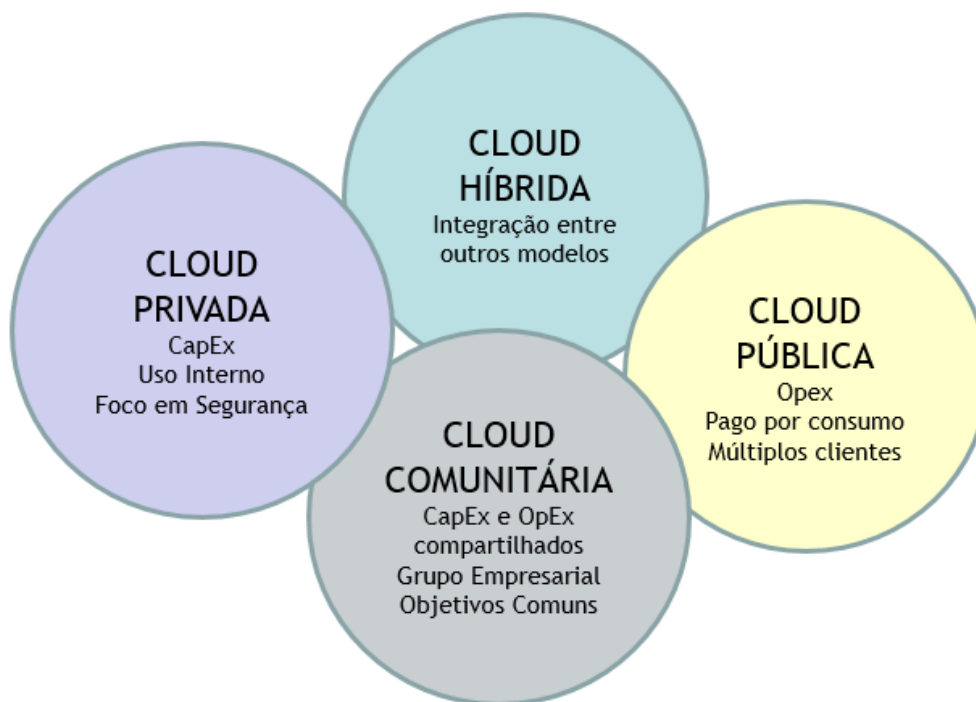 CLOUD
HÍBRIDA
Integração entre
outros modelos
CLOUD
PRIVADA
CapEx
Uso Interno
Foco em Segurança
CLOUD
PÚBLICA
Opex
Pago por consumo
Múltiplos clientes
CLOUD
COMUNITÁRIA
CapEx e OpEx
compartilhados
Grupo Empresarial
Objetivos Comuns